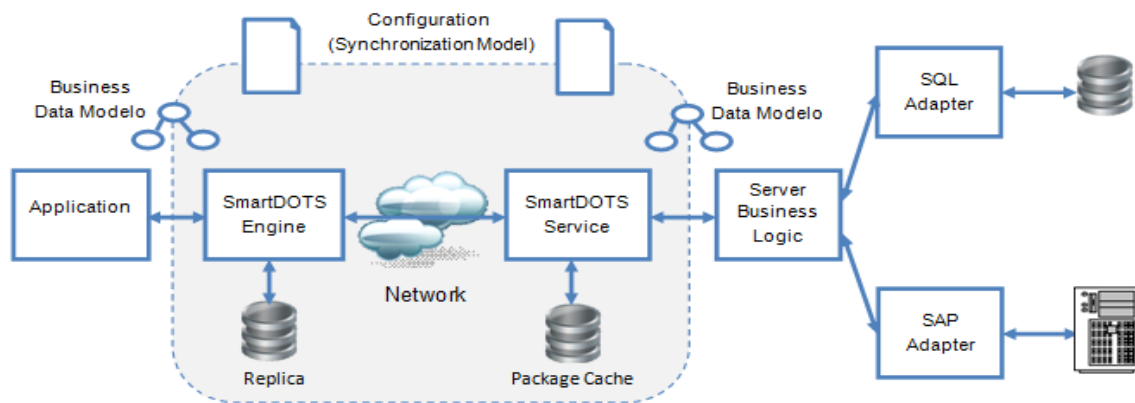 Configuration
(Synchronization Model)
Business
Data Modelo
Business
Data Modelo
SQL
Adapter
Application
SmartDOTS
Engine
SmartDOTS
Service
Server
Business
Logic
Network
SAP
Adapter
Replica
Package Cache